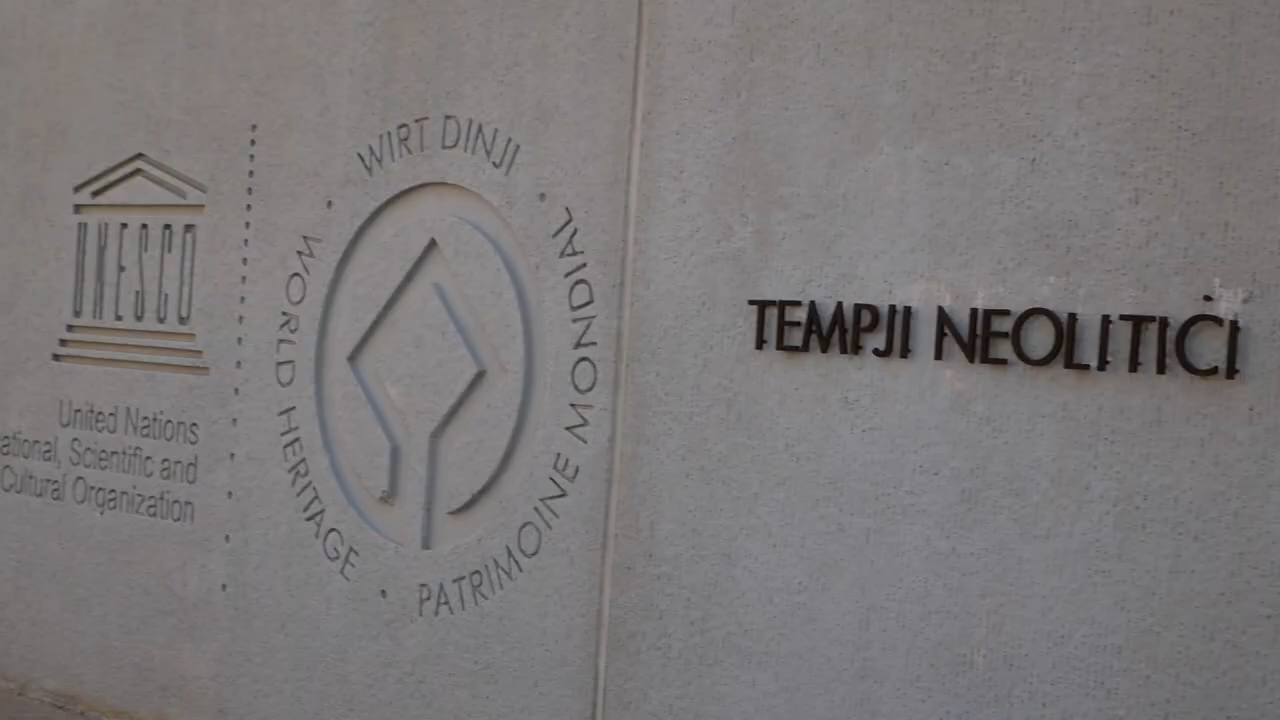 UNESCO
United Nations
ational, Scientific and
Cultural Organization
WIRT DINJI
WORLD HERITAGE
PATRIMOINE MONDIAL
TEMPJI NEOLITIĊI